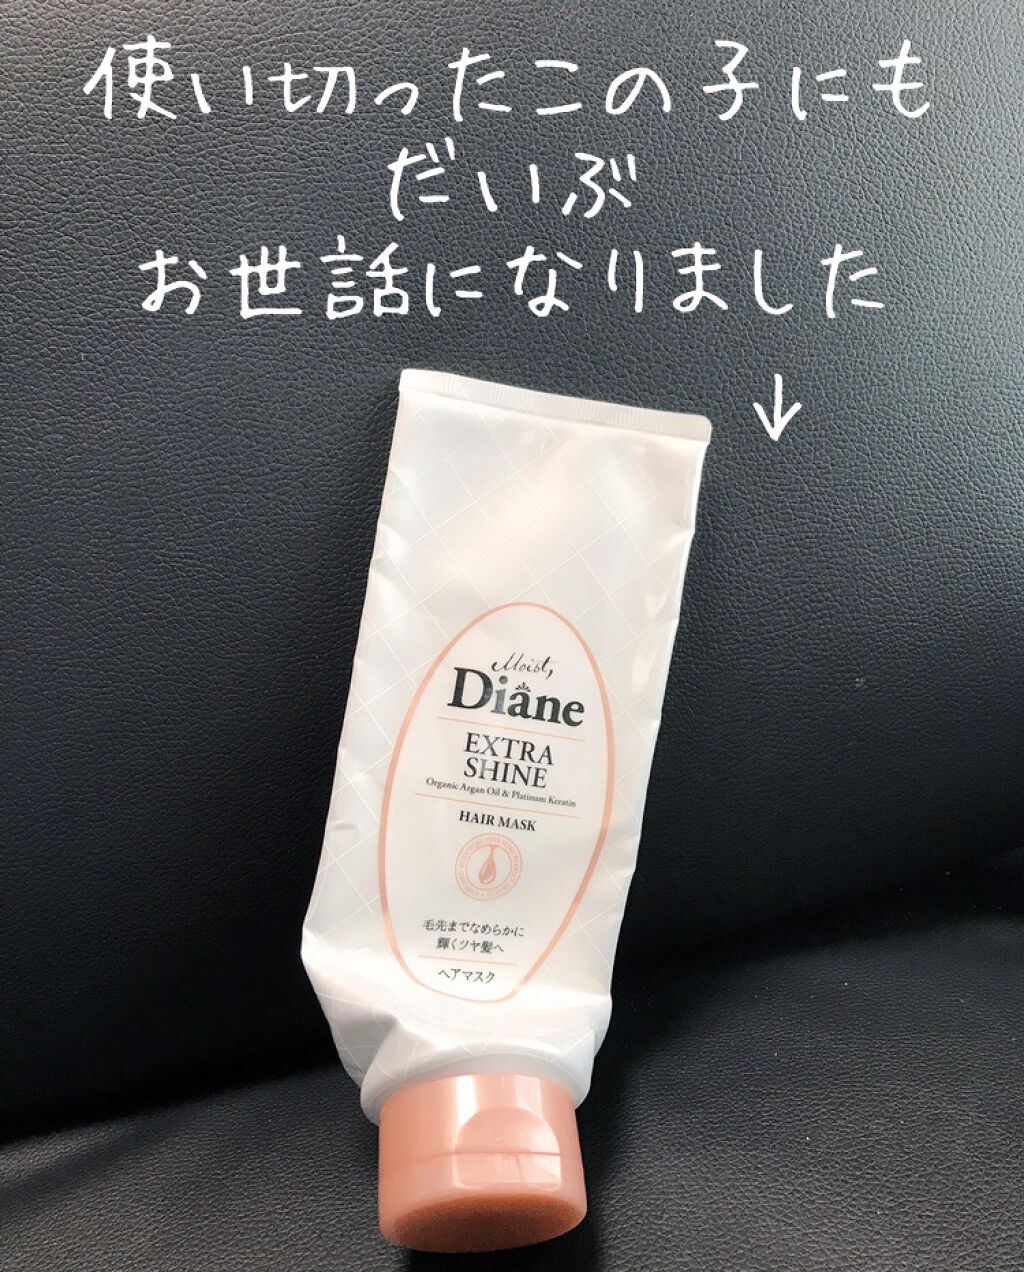 使い切ったこの子にも
だいぶ
お世話になりました
↓
Moist,
Diane
EXTRA
SHINE
Organic Argan Oil & Platinum Keratin
HAIR MASK
毛先までなめらかに
輝くツヤ髪へ
ヘアマスク